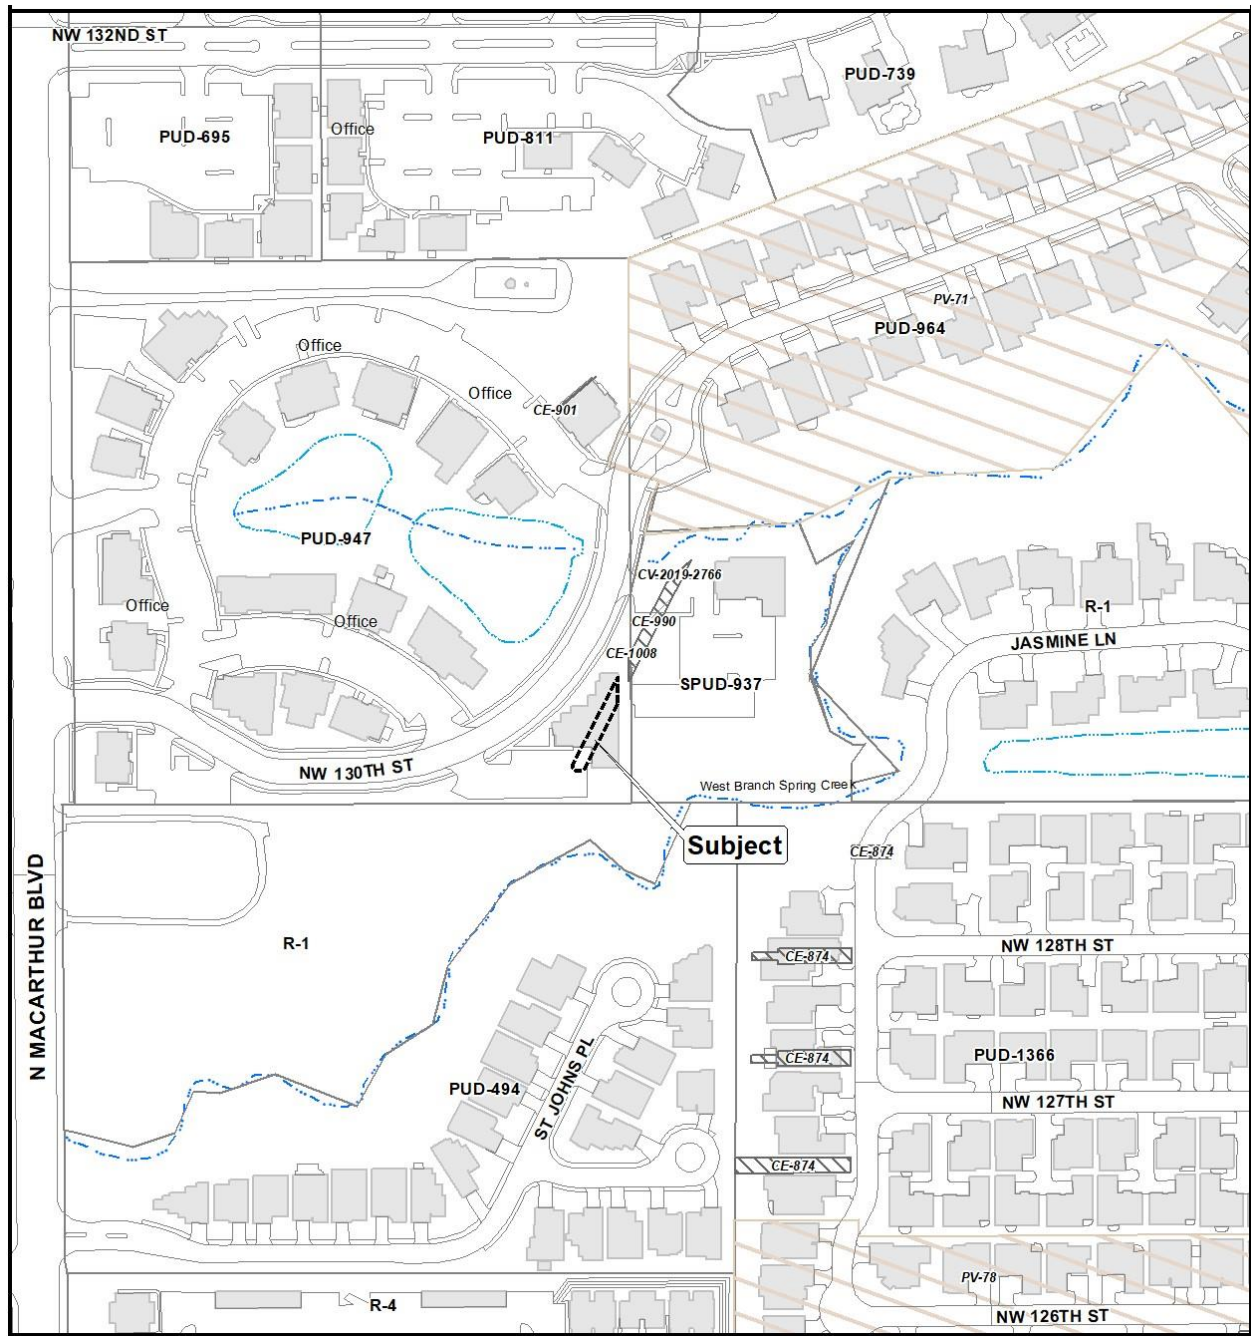 NW 132ND ST
PUD-739
PUD-695
Office
PUD-811
PV-71
PUD-964
Office
Office
CE-901
PUD-947
CV-2019-2766
Office
Office
CE-990
R-1
JASMINE LN
CE-1008
SPUD-937
NW 130TH ST
West Branch Spring Creek
Subject
CE-874
N MACARTHUR BLVD
R-1
NW 128TH ST
CE-874
CE-874
PUD-1366
PUD-494
ST JOHNS PL
NW 127TH ST
CE-874
PV-78
R-4
NW 126TH ST